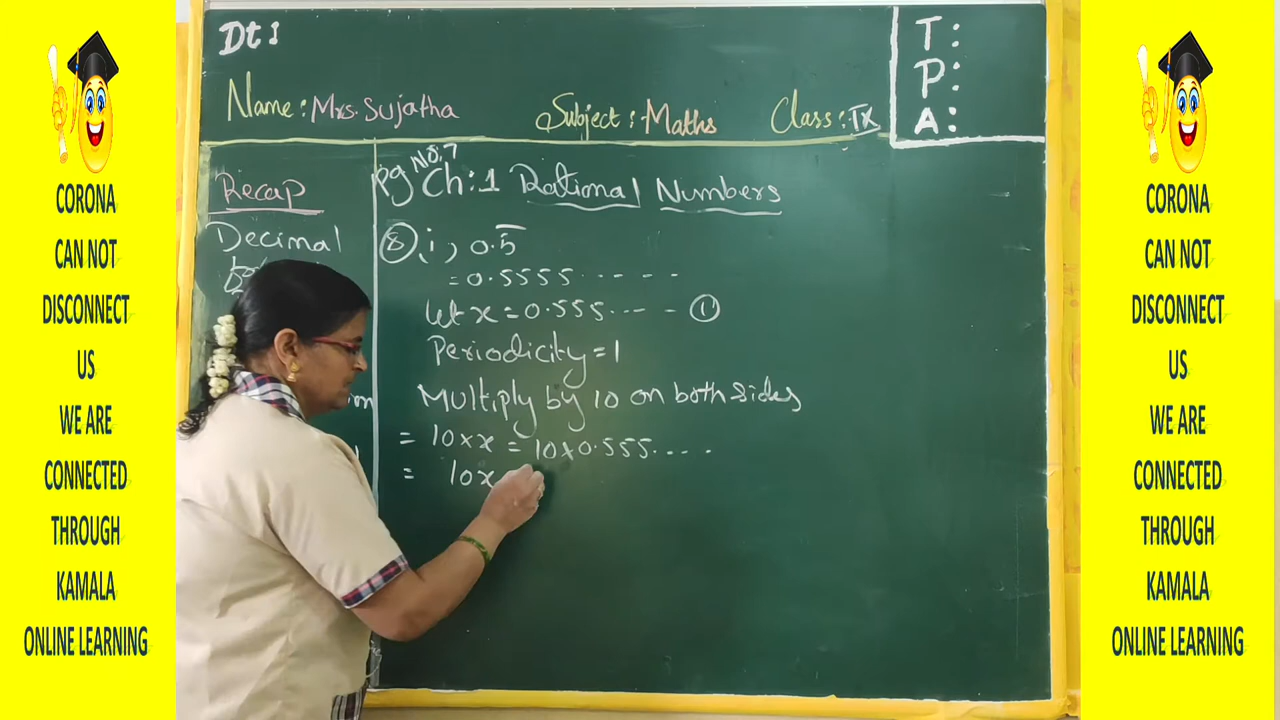 CORONA
CAN NOT
DISCONNECT
US
WE ARE
CONNECTED
THROUGH
KAMALA
ONLINE LEARNING
Dt:
Name: Mrs. Sujatha Subject: Maths Class: IX
T:
P:
A:
Recap
Decimal
Pg No. 7 Ch:1 Rational Numbers
8 i, 0.5̅
= 0.5555......
Let x = 0.555.... - 1
Periodicity = 1
Multiply by 10 on both sides
= 10 x x = 10 x 0.555....
= 10x
CORONA
CAN NOT
DISCONNECT
US
WE ARE
CONNECTED
THROUGH
KAMALA
ONLINE LEARNING